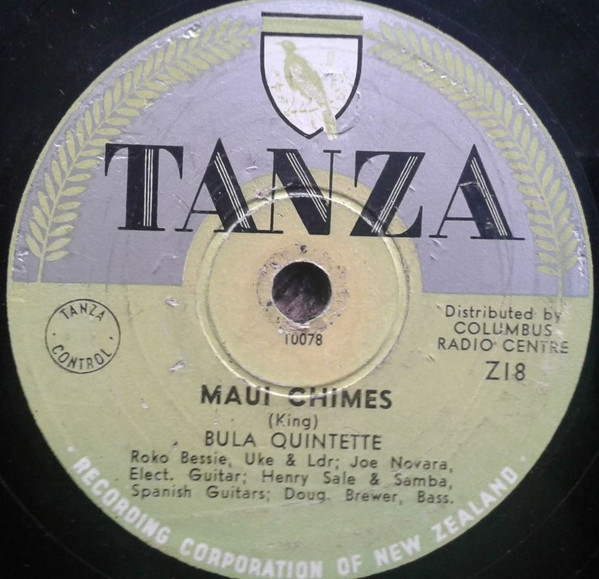 TANZA
TANZA
CONTROL
Distributed by
COLUMBUS
RADIO CENTRE
Z18
10078
MAUI CHIMES
(King)
BULA QUINTETTE
Roko Bessie, Uke & Ldr; Joe Novara,
Elect. Guitar; Henry Sale & Samba,
Spanish Guitars; Doug. Brewer, Bass.
· RECORDING CORPORATION OF NEW ZEALAND ·